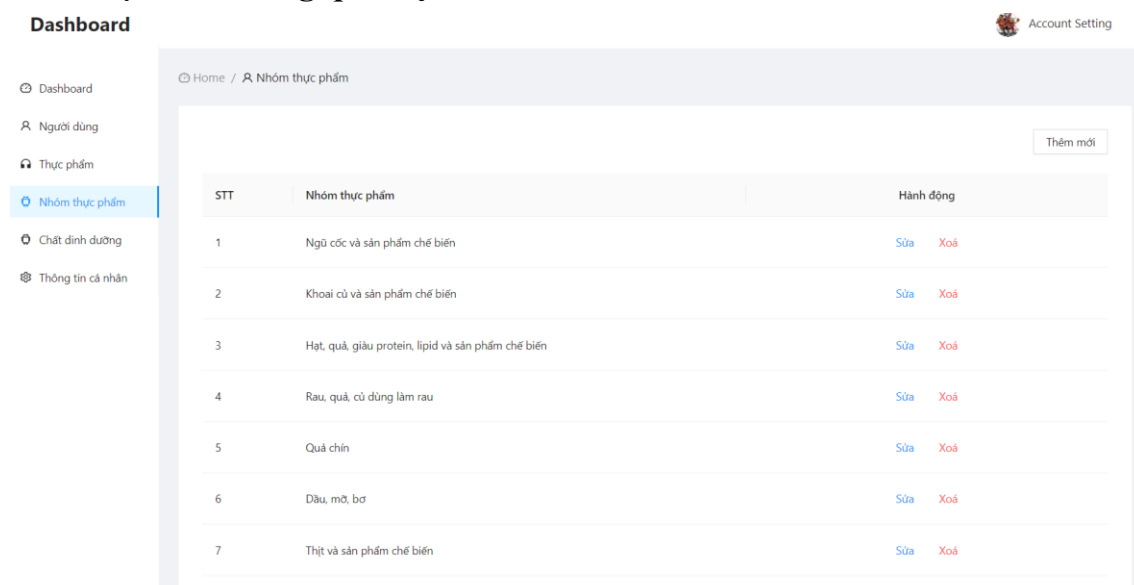 Dashboard
Account Setting
Dashboard
Người dùng
Thực phẩm
Nhóm thực phẩm
Chất dinh dưỡng
Thông tin cá nhân
Home / Nhóm thực phẩm
Thêm mới
STT Nhóm thực phẩm Hành động
1 Ngũ cốc và sản phẩm chế biến Sửa Xoá
2 Khoai củ và sản phẩm chế biến Sửa Xoá
3 Hạt, quả, giàu protein, lipid và sản phẩm chế biến Sửa Xoá
4 Rau, quả, củ dùng làm rau Sửa Xoá
5 Quả chín Sửa Xoá
6 Dầu, mỡ, bơ Sửa Xoá
7 Thịt và sản phẩm chế biến Sửa Xoá